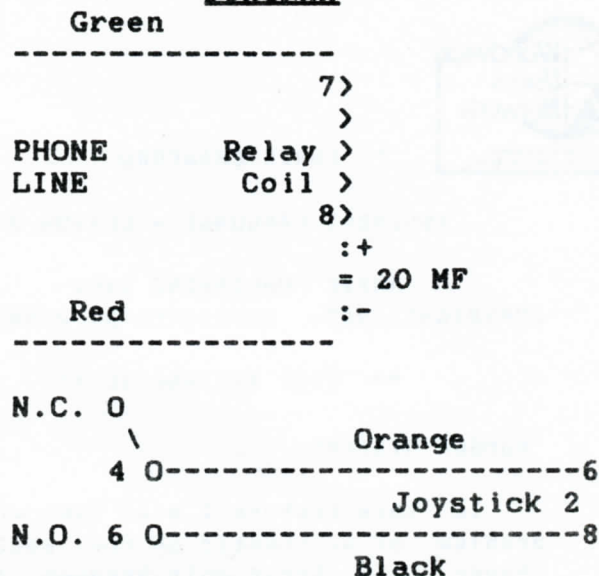 Green
-----------------
7>
>
PHONE Relay >
LINE Coil >
8>
:+
= 20 MF
Red :-
-----------------
N.C. O
\ Orange
4 O-----------------------6
Joystick 2
N.O. 6 O-----------------------8
Black